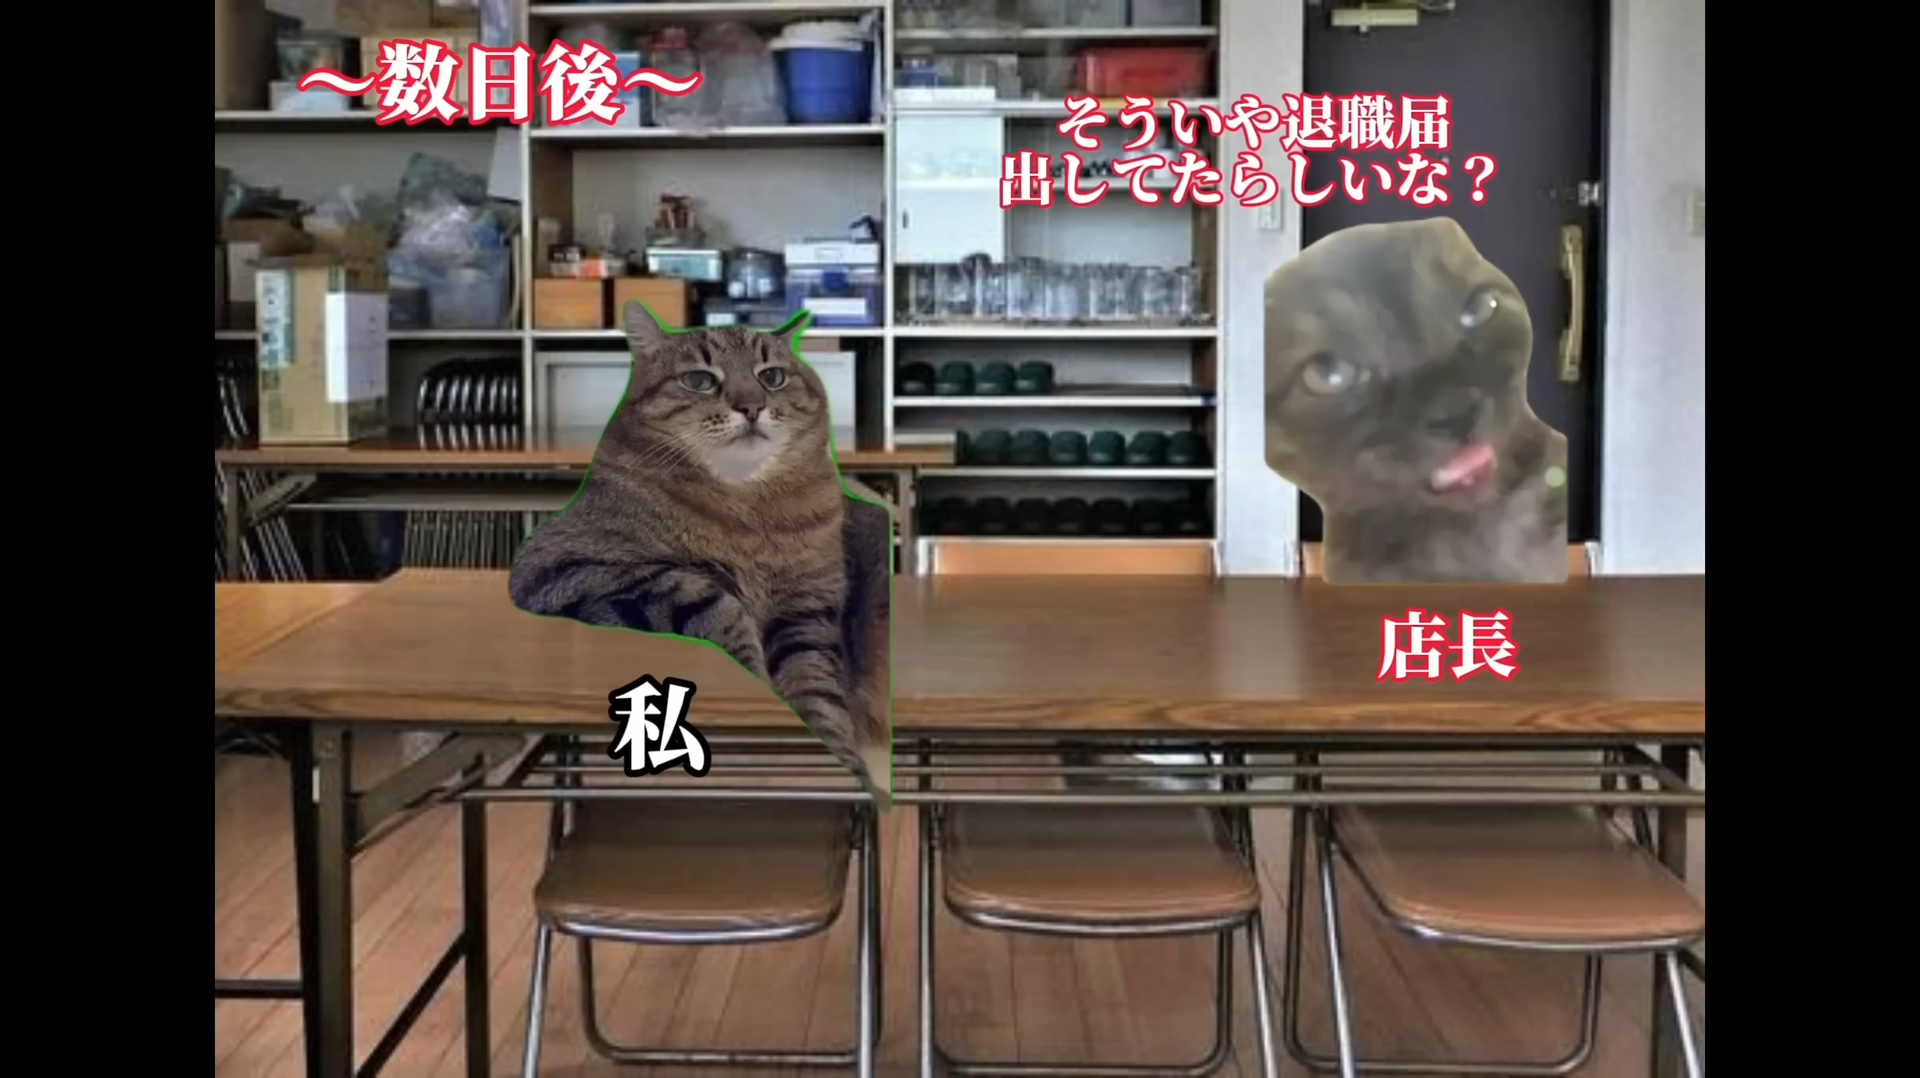 〜数日後〜
そういや退職届
出してたらしいな？
店長
私